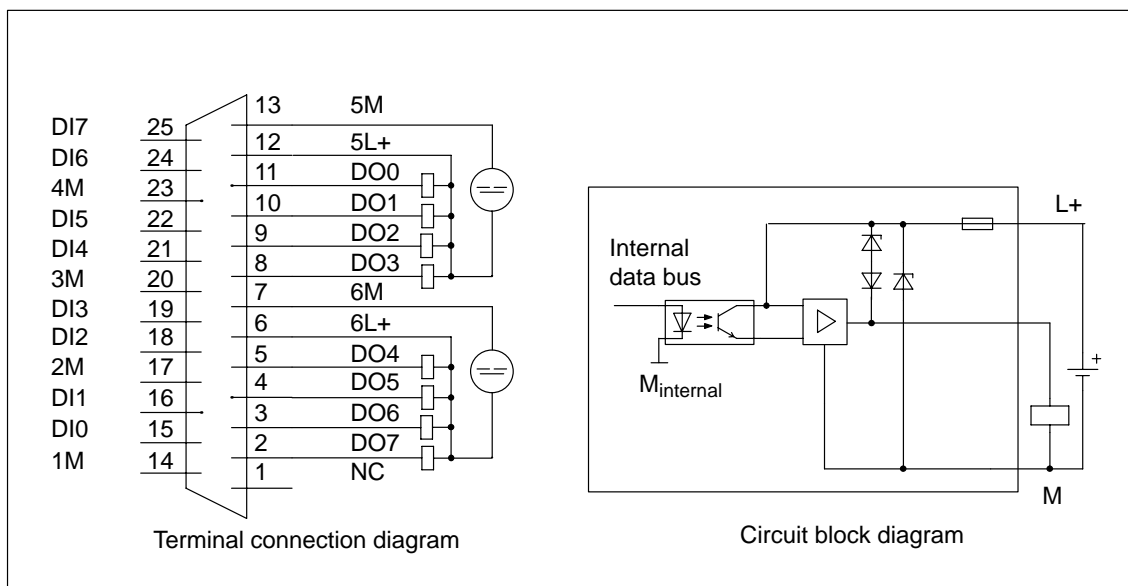 13 5M
DI7 25
12 5L+
DI6 24
11 DO0
4M 23
10 DO1
DI5 22
9 DO2
DI4 21
8 DO3
3M 20
7 6M
DI3 19
6 6L+
DI2 18
5 DO4
2M 17
4 DO5
DI1 16
3 DO6
DI0 15
2 DO7
1M 14
1 NC
Terminal connection diagram
L+
Internal
data bus
+
Minternal
M
Circuit block diagram